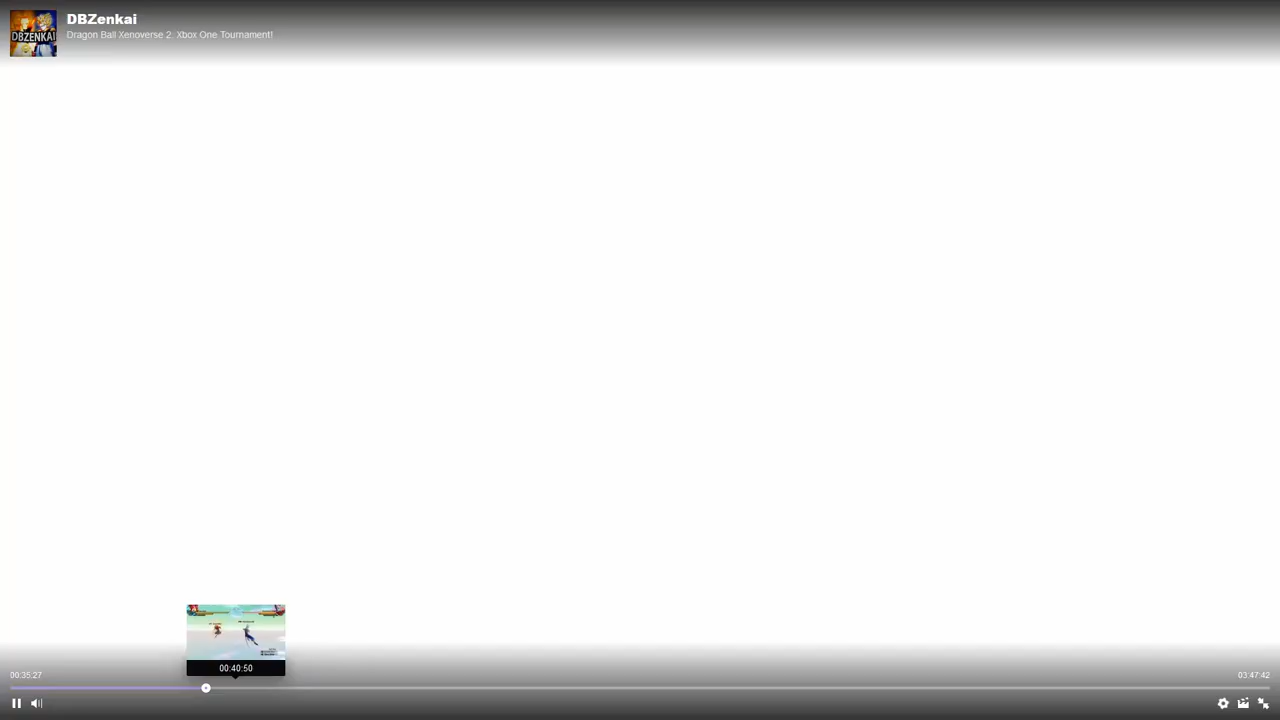 DBZenkai
Dragon Ball Xenoverse 2. Xbox One Tournament!
DBZENKAI
00:40:50
00:35:27
03:47:42